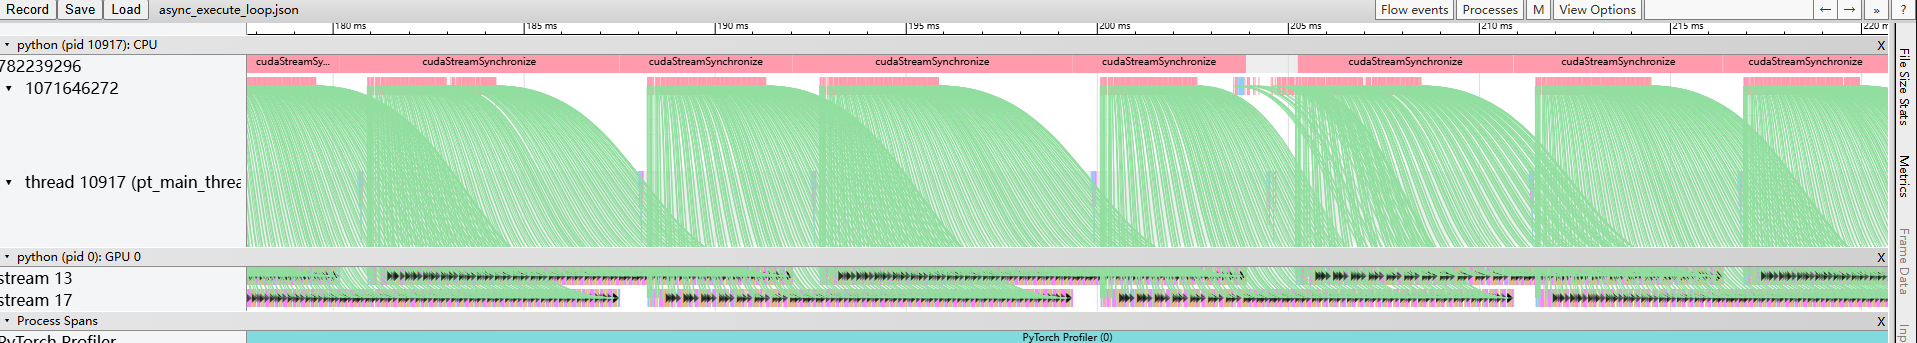 Record Save Load async_execute_loop.json Flow events Processes M View Options ← → » ?
180 ms 185 ms 190 ms 195 ms 200 ms 205 ms 210 ms 215 ms 220 m
▾ python (pid 10917): CPU X
782239296 cudaStreamSy... cudaStreamSynchronize cudaStreamSynchronize cudaStreamSynchronize cudaStreamSynchronize cudaStreamSynchronize cudaStreamSynchronize cudaStreamSynchronize
▾ 1071646272
▾ thread 10917 (pt_main_threa
▾ python (pid 0): GPU 0 X
stream 13
stream 17
▾ Process Spans X
PyTorch Profiler PyTorch Profiler (0)
File Size Stats
Metrics
Frame Data
Inp